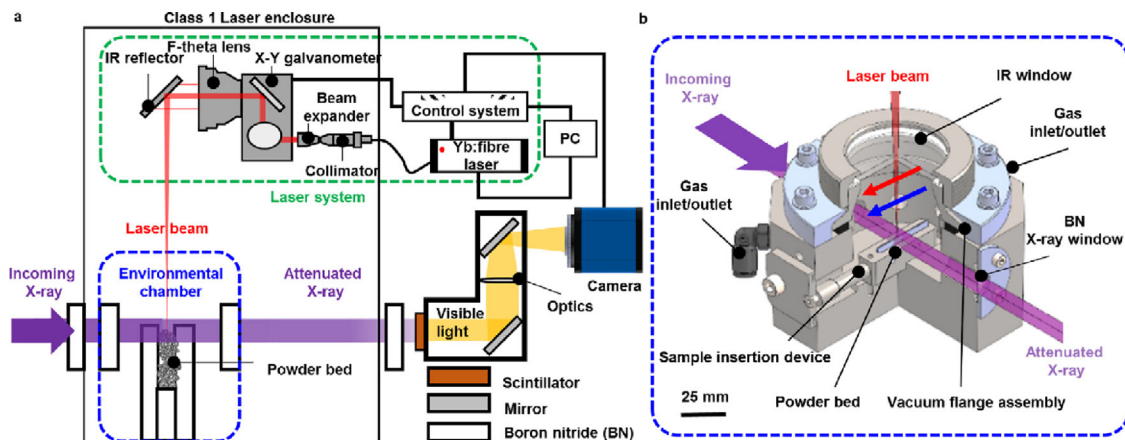 a
Class 1 Laser enclosure
F-theta lens
IR reflector
X-Y galvanometer
Beam
expander
Control system
PC
Yb:fibre
laser
Collimator
Laser system
Laser beam
Incoming
X-ray
Environmental
chamber
Attenuated
X-ray
Visible
light
Optics
Camera
Powder bed
Scintillator
Mirror
Boron nitride (BN)
b
Incoming
X-ray
Laser beam
IR window
Gas
inlet/outlet
Gas
inlet/outlet
BN
X-ray window
Sample insertion device
Powder bed
Vacuum flange assembly
Attenuated
X-ray
25 mm